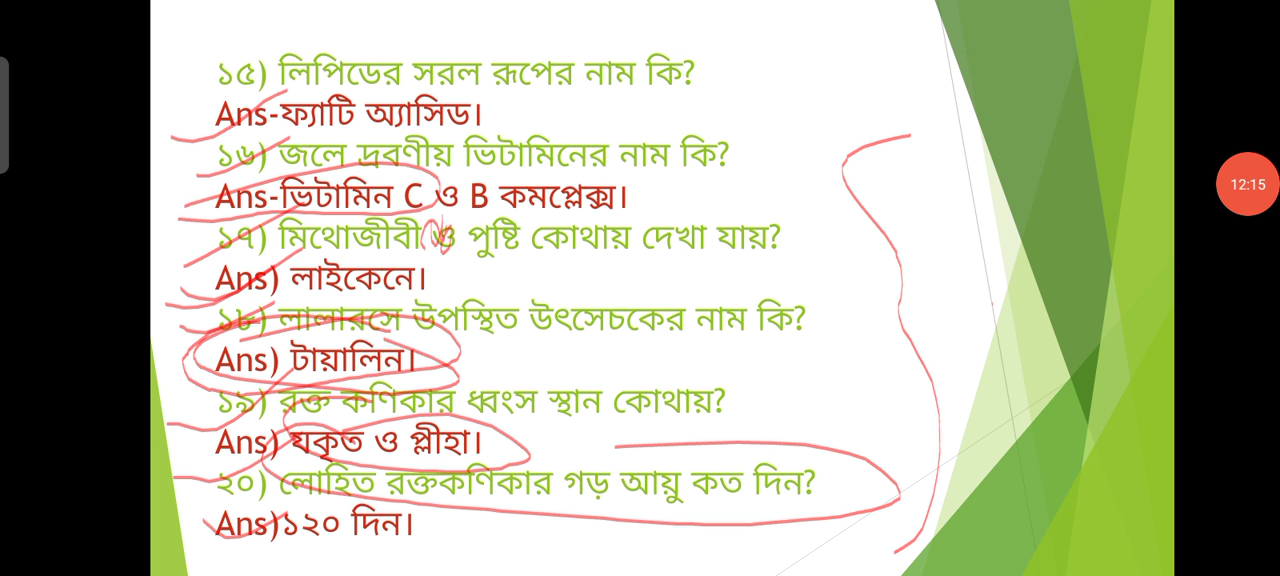 ১৫) লিপিডের সরল রূপের নাম কি?
Ans-ফ্যাটি অ্যাসিড।
১৬) জলে দ্রবণীয় ভিটামিনের নাম কি?
Ans-ভিটামিন C ও B কমপ্লেক্স।
১৭) মিথোজীবী ও পুষ্টি কোথায় দেখা যায়?
Ans) লাইকেনে।
১৮) লালারসে উপস্থিত উৎসেচকের নাম কি?
Ans) টায়ালিন।
১৯) রক্ত কণিকার ধ্বংস স্থান কোথায়?
Ans) যকৃত ও প্লীহা।
২০) লোহিত রক্তকণিকার গড় আয়ু কত দিন?
Ans)১২০ দিন।
12:15